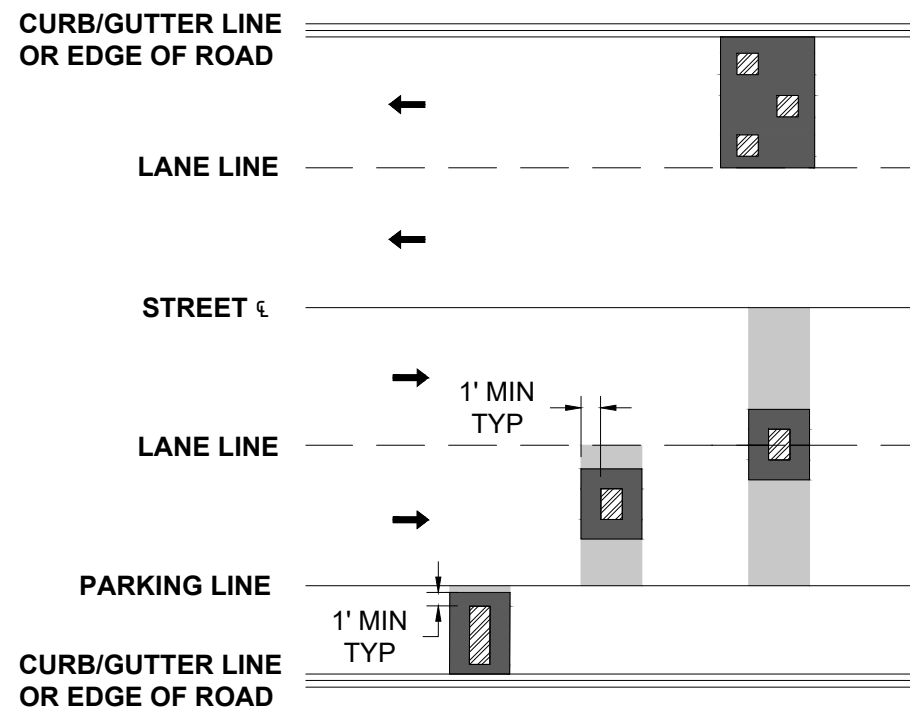 CURB/GUTTER LINE
OR EDGE OF ROAD
LANE LINE
STREET ℄
1' MIN
TYP
LANE LINE
PARKING LINE
1' MIN
TYP
CURB/GUTTER LINE
OR EDGE OF ROAD